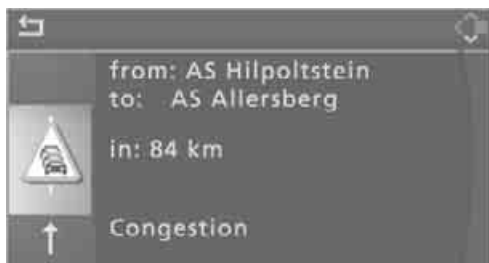 from: AS Hilpoltstein
to: AS Allersberg
in: 84 km
Congestion